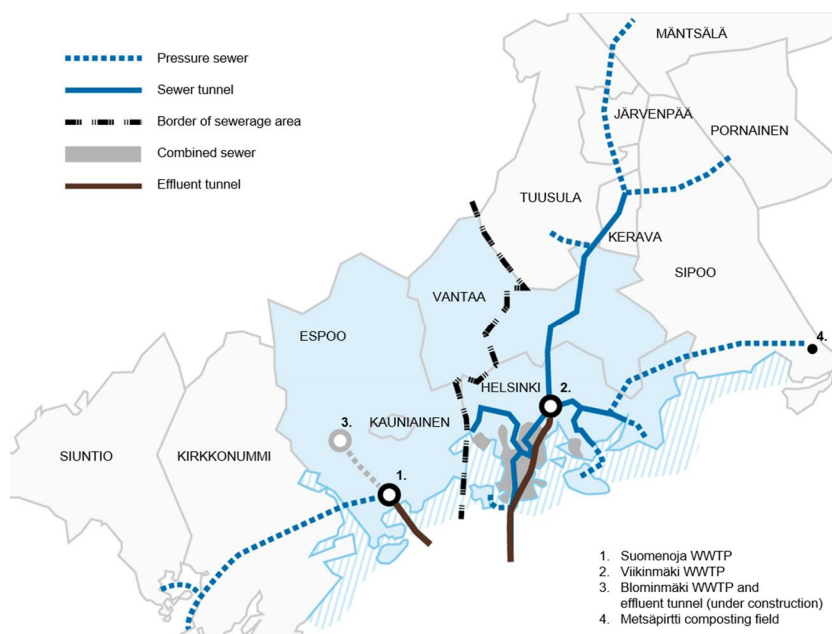 Pressure sewer
Sewer tunnel
Border of sewerage area
Combined sewer
Effluent tunnel
MÄNTSÄLÄ
JÄRVENPÄÄ
PORNAINEN
TUUSULA
KERAVA
SIPOO
VANTAA
ESPOO
4.
HELSINKI
2.
3.
KAUNIAINEN
SIUNTIO
KIRKKONUMMI
1.
1. Suomenoja WWTP
2. Viikinmäki WWTP
3. Blominmäki WWTP and
effluent tunnel (under construction)
4. Metsäpirtti composting field